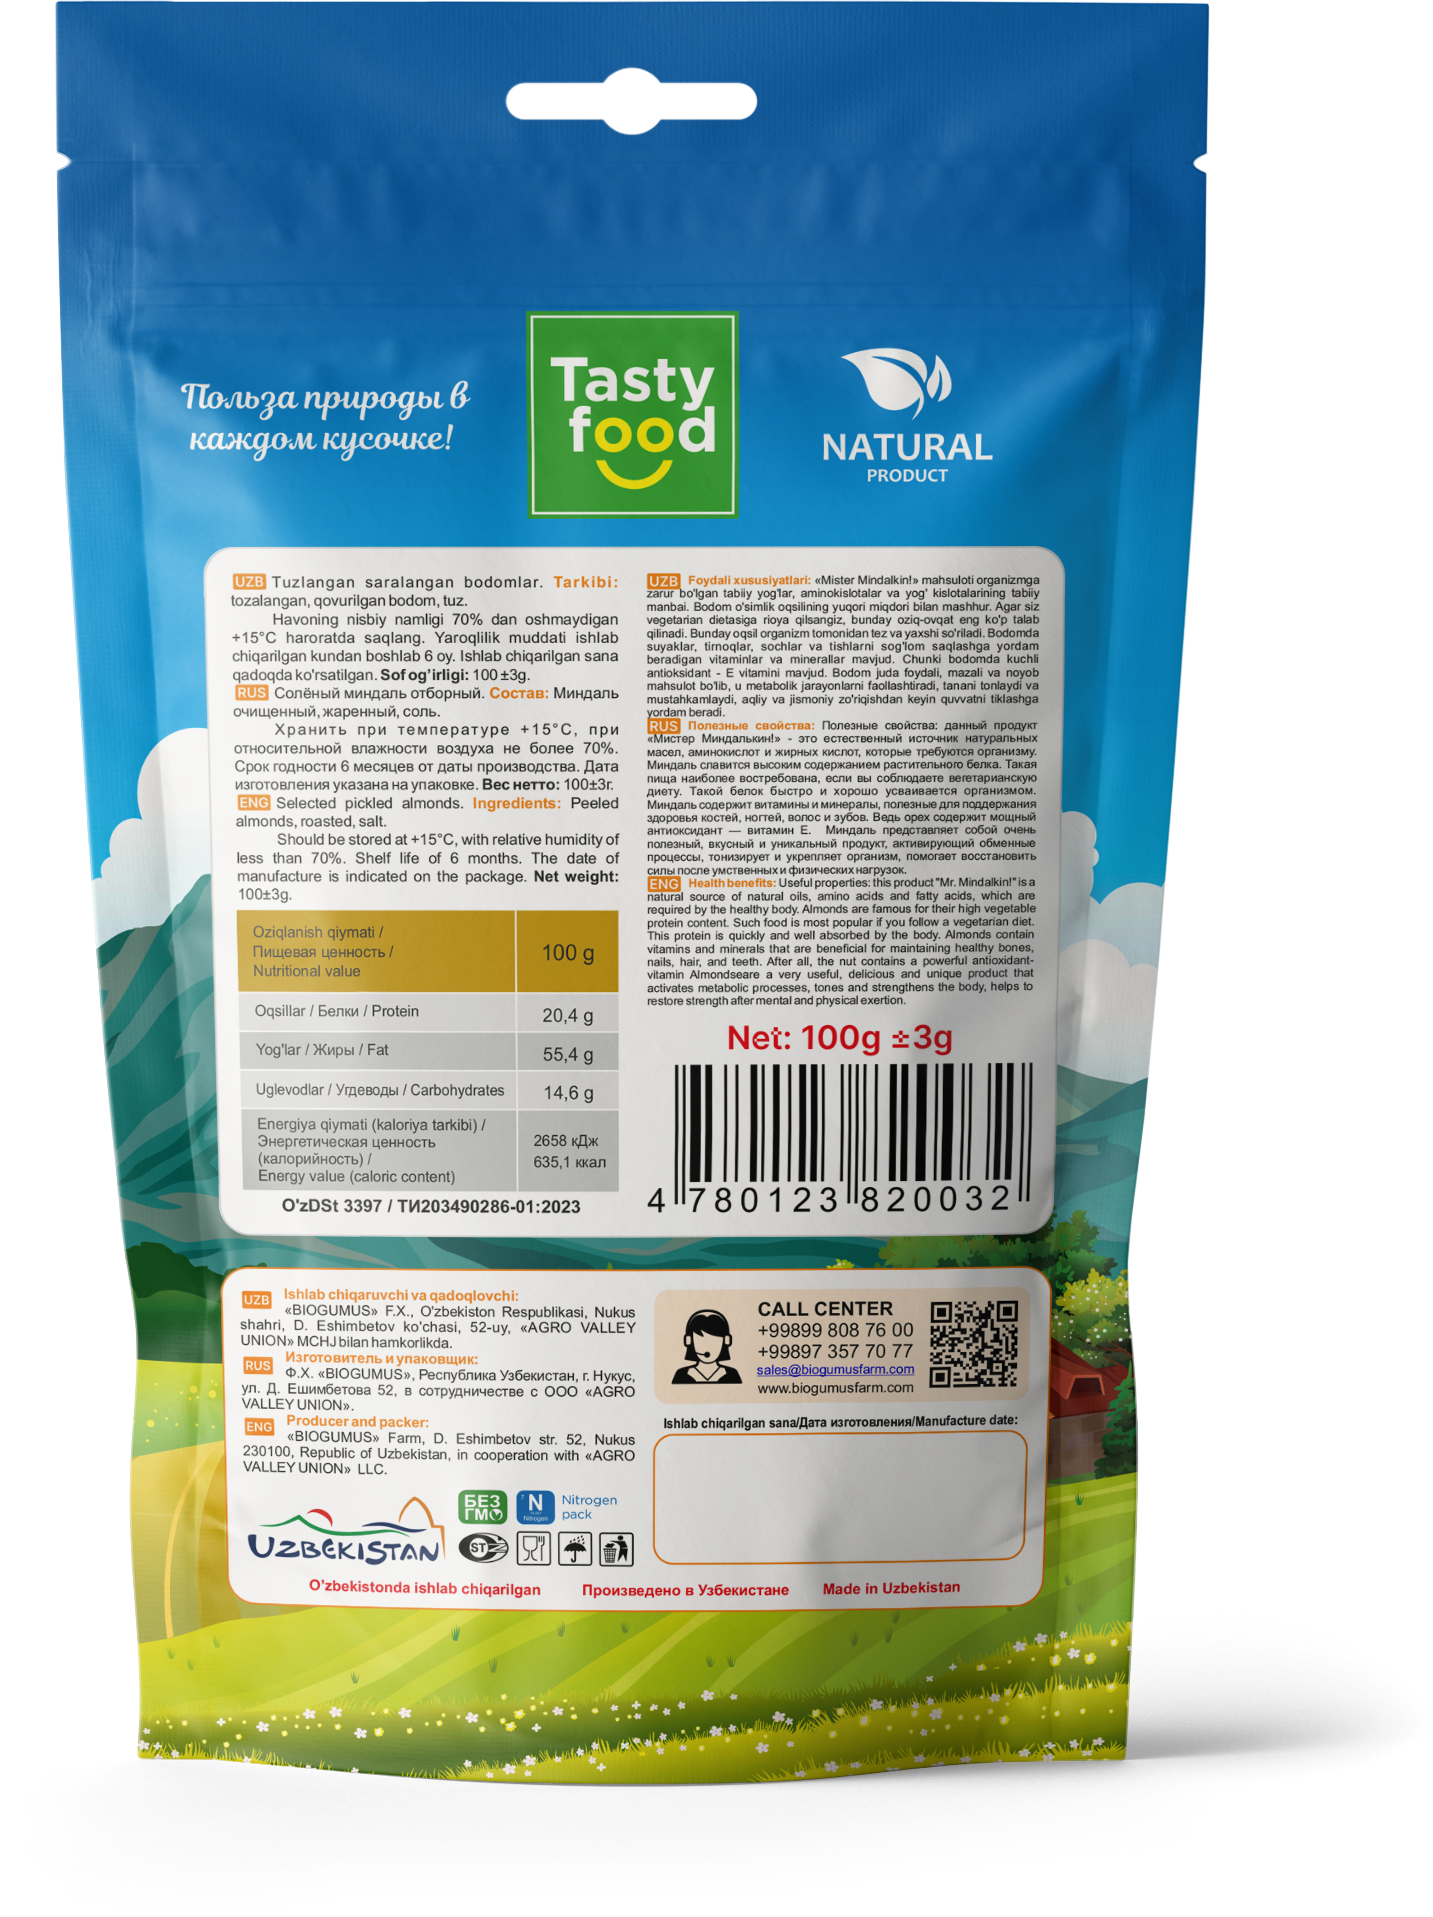 Польза природы в
каждом кусочке!
Tasty
food
NATURAL
PRODUCT
UZB Tuzlangan saralangan bodomlar. Tarkibi:
tozalangan, qovurilgan bodom, tuz.
Havoning nisbiy namligi 70% dan oshmaydigan
+15°C haroratda saqlang. Yaroqlilik muddati ishlab
chiqarilgan kundan boshlab 6 oy. Ishlab chiqarilgan sana
qadoqda ko'rsatilgan. Sof og'irligi: 100 ±3g.
RUS Солёный миндаль отборный. Состав: Миндаль
очищенный, жаренный, соль.
Хранить при температуре +15°С, при
относительной влажности воздуха не более 70%.
Срок годности 6 месяцев от даты производства. Дата
изготовления указана на упаковке. Вес нетто: 100±3г.
ENG Selected pickled almonds. Ingredients: Peeled
almonds, roasted, salt.
Should be stored at +15°C, with relative humidity of
less than 70%. Shelf life of 6 months. The date of
manufacture is indicated on the package. Net weight:
100±3g.
Oziqlanish qiymati /
Пищевая ценность /
Nutritional value
100 g
Oqsillar / Белки / Protein
20,4 g
Yog'lar / Жиры / Fat
55,4 g
Uglevodlar / Угдеводы / Carbohydrates
14,6 g
Energiya qiymati (kaloriya tarkibi) /
Энергетическая ценность
(калорийность) /
Energy value (caloric content)
2658 кДж
635,1 ккал
O'zDSt 3397 / ТИ203490286-01:2023
UZB Foydali xususiyatlari: «Mister Mindalkin!» mahsuloti organizmga
zarur bo'lgan tabiiy yog'lar, aminokislotalar va yog' kislotalarining tabiiy
manbai. Bodom o'simlik oqsilining yuqori miqdori bilan mashhur. Agar siz
vegetarian dietasiga rioya qilsangiz, bunday oziq-ovqat eng ko'p talab
qilinadi. Bunday oqsil organizm tomonidan tez va yaxshi so'riladi. Bodomda
suyaklar, tirnoqlar, sochlar va tishlarni sog'lom saqlashga yordam
beradigan vitaminlar va minerallar mavjud. Chunki bodomda kuchli
antioksidant - E vitamini mavjud. Bodom juda foydali, mazali va noyob
mahsulot bo'lib, u metabolik jarayonlarni faollashtiradi, tanani tonlaydi va
mustahkamlaydi, aqliy va jismoniy zo'riqishdan keyin quvvatni tiklashga
yordam beradi.
RUS Полезные свойства: Полезные свойства: данный продукт
«Мистер Миндалькин!» - это естественный источник натуральных
масел, аминокислот и жирных кислот, которые требуются организму.
Миндаль славится высоким содержанием растительного белка. Такая
пища наиболее востребована, если вы соблюдаете вегетарианскую
диету. Такой белок быстро и хорошо усваивается организмом.
Миндаль содержит витамины и минералы, полезные для поддержания
здоровья костей, ногтей, волос и зубов. Ведь орех содержит мощный
антиоксидант — витамин Е. Миндаль представляет собой очень
полезный, вкусный и уникальный продукт, активирующий обменные
процессы, тонизирует и укрепляет организм, помогает восстановить
силы после умственных и физических нагрузок.
ENG Health benefits: Useful properties: this product "Mr. Mindalkin!" is a
natural source of natural oils, amino acids and fatty acids, which are
required by the healthy body. Almonds are famous for their high vegetable
protein content. Such food is most popular if you follow a vegetarian diet.
This protein is quickly and well absorbed by the body. Almonds contain
vitamins and minerals that are beneficial for maintaining healthy bones,
nails, hair, and teeth. After all, the nut contains a powerful antioxidant-
vitamin Almondseare a very useful, delicious and unique product that
activates metabolic processes, tones and strengthens the body, helps to
restore strength after mental and physical exertion.
Net: 100g ±3g
4 780123 820032
UZB Ishlab chiqaruvchi va qadoqlovchi:
«BIOGUMUS» F.X., O'zbekiston Respublikasi, Nukus
shahri, D. Eshimbetov ko'chasi, 52-uy, «AGRO VALLEY
UNION» MCHJ bilan hamkorlikda.
RUS Изготовитель и упаковщик:
Ф.Х. «BIOGUMUS», Республика Узбекистан, г. Нукус,
ул. Д. Ешимбетова 52, в сотрудничестве с ООО «AGRO
VALLEY UNION».
ENG Producer and packer:
«BIOGUMUS» Farm, D. Eshimbetov str. 52, Nukus
230100, Republic of Uzbekistan, in cooperation with «AGRO
VALLEY UNION» LLC.
CALL CENTER
+99899 808 76 00
+99897 357 70 77
sales@biogumusfarm.com
www.biogumusfarm.com
Ishlab chiqarilgan sana/Дата изготовления/Manufacture date:
UZBEKISTAN
БЕЗ
ГМО
7
N
Nitrogen
Nitrogen
pack
ST
O'zbekistonda ishlab chiqarilgan
Произведено в Узбекистане
Made in Uzbekistan